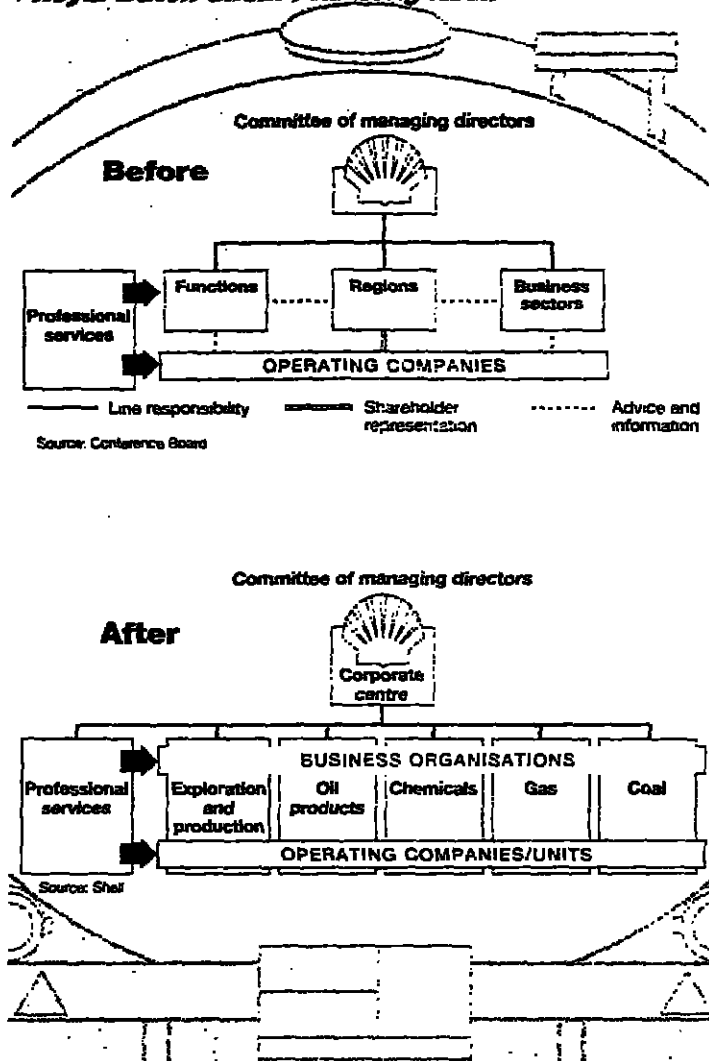 Committee of managing directors
Before
Functions
Regions
Business
sectors
Professional
services
OPERATING COMPANIES
Line responsibility
Shareholder
representation
Advice and
information
Source: Conference Board
Committee of managing directors
After
Corporate
centre
BUSINESS ORGANISATIONS
Professional
services
Exploration
and
production
Oil
products
Chemicals
Gas
Coal
OPERATING COMPANIES/UNITS
Source: Shell